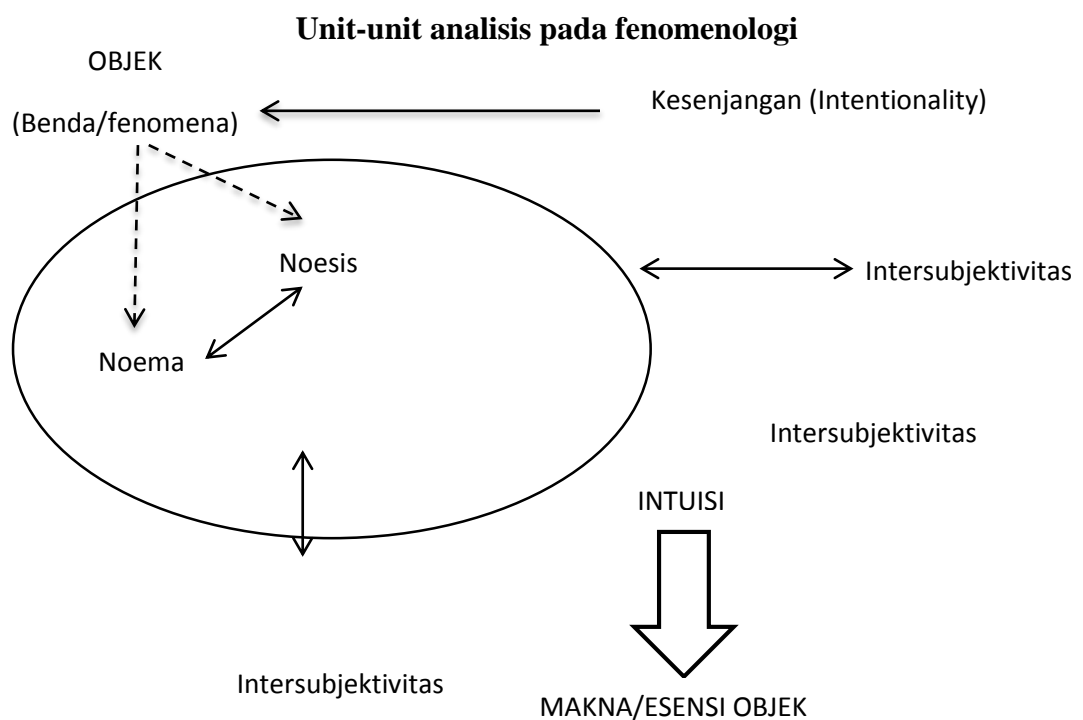 Unit-unit analisis pada fenomenologi
OBJEK
(Benda/fenomena)
Kesenjangan (Intentionality)
Noesis
Intersubjektivitas
Noema
Intersubjektivitas
INTUISI
Intersubjektivitas
MAKNA/ESENSI OBJEK